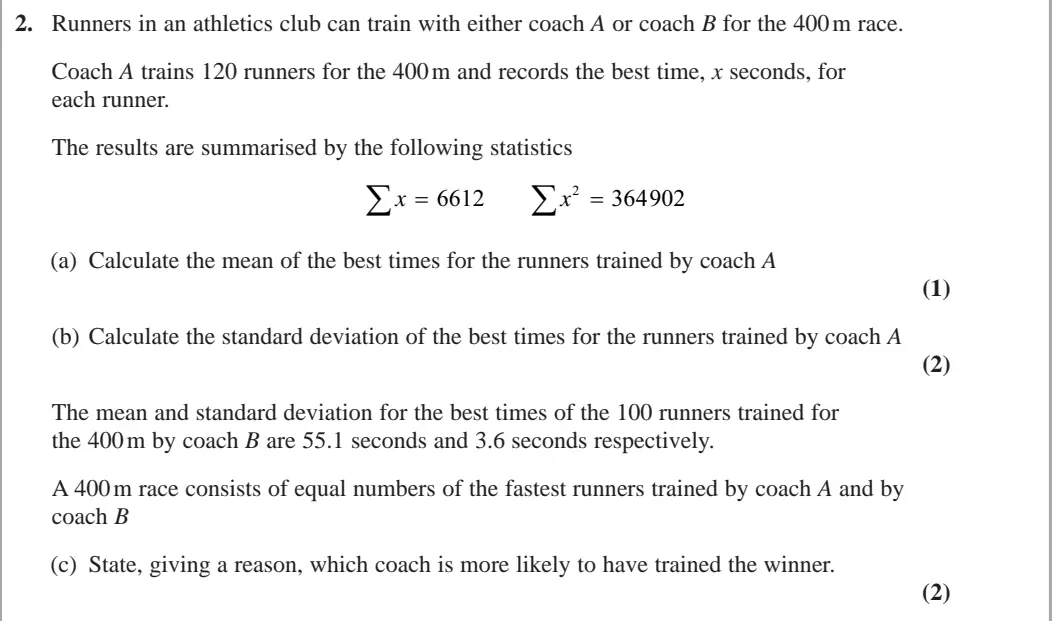 2. Runners in an athletics club can train with either coach A or coach B for the 400 m race.
Coach A trains 120 runners for the 400 m and records the best time, x seconds, for
each runner.
The results are summarised by the following statistics
∑x = 6612 ∑x² = 364902
(a) Calculate the mean of the best times for the runners trained by coach A
(1)
(b) Calculate the standard deviation of the best times for the runners trained by coach A
(2)
The mean and standard deviation for the best times of the 100 runners trained for
the 400 m by coach B are 55.1 seconds and 3.6 seconds respectively.
A 400 m race consists of equal numbers of the fastest runners trained by coach A and by
coach B
(c) State, giving a reason, which coach is more likely to have trained the winner.
(2)